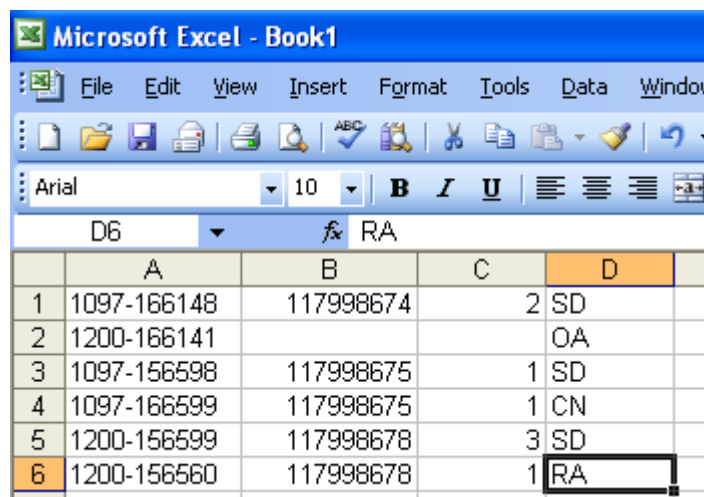 Microsoft Excel - Book1
File Edit View Insert Format Tools Data Window
ABC
Arial 10 B I U a
D6 fx RA
A B C D
1 1097-166148 117998674 2 SD
2 1200-166141 OA
3 1097-156598 117998675 1 SD
4 1097-166599 117998675 1 CN
5 1200-156599 117998678 3 SD
6 1200-156560 117998678 1 RA